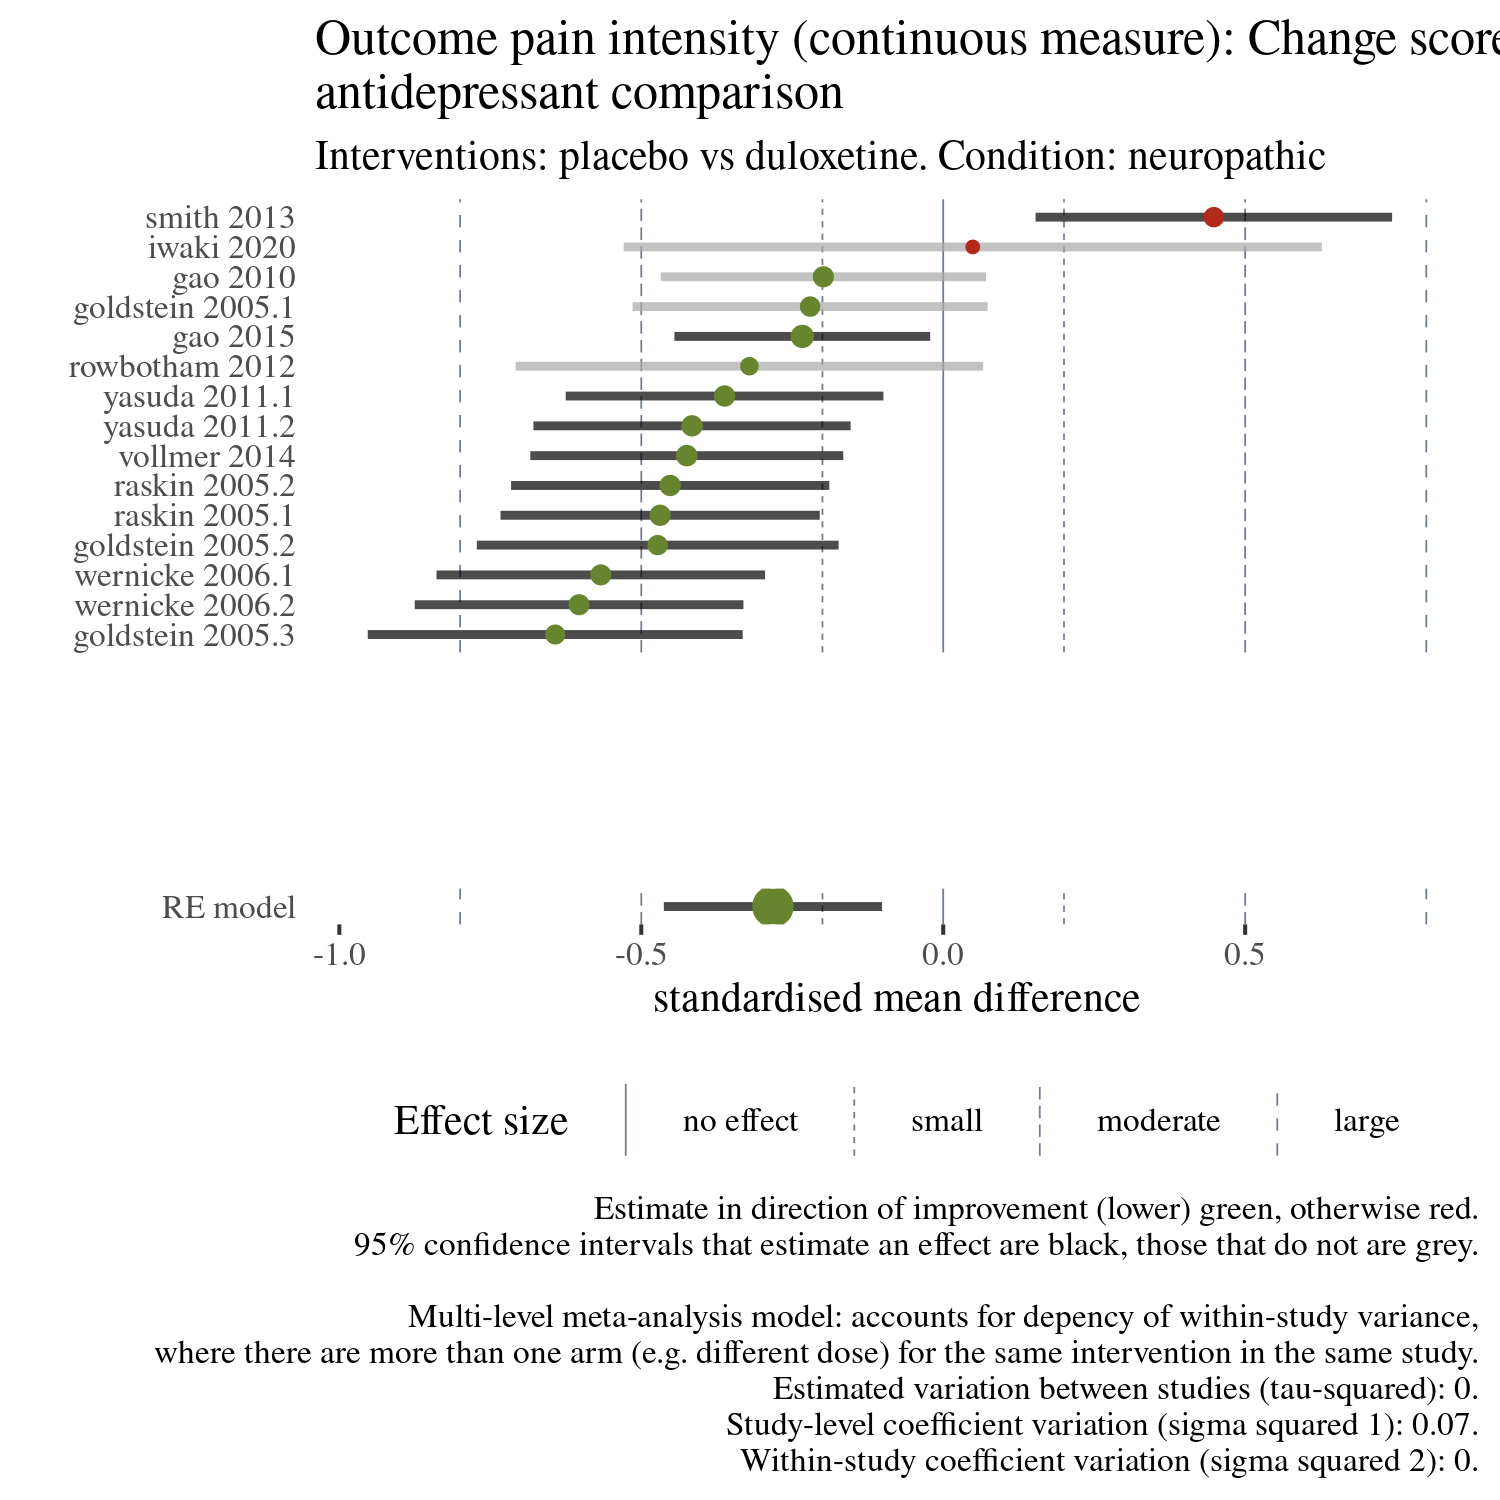 Outcome pain intensity (continuous measure): Change score
antidepressant comparison
Interventions: placebo vs duloxetine. Condition: neuropathic
smith 2013
iwaki 2020
gao 2010
goldstein 2005.1
gao 2015
rowbotham 2012
yasuda 2011.1
yasuda 2011.2
vollmer 2014
raskin 2005.2
raskin 2005.1
goldstein 2005.2
wernicke 2006.1
wernicke 2006.2
goldstein 2005.3
RE model
-1.0 -0.5 0.0 0.5
standardised mean difference
Effect size no effect small moderate large
Estimate in direction of improvement (lower) green, otherwise red.
95% confidence intervals that estimate an effect are black, those that do not are grey.
Multi-level meta-analysis model: accounts for depency of within-study variance,
where there are more than one arm (e.g. different dose) for the same intervention in the same study.
Estimated variation between studies (tau-squared): 0.
Study-level coefficient variation (sigma squared 1): 0.07.
Within-study coefficient variation (sigma squared 2): 0.